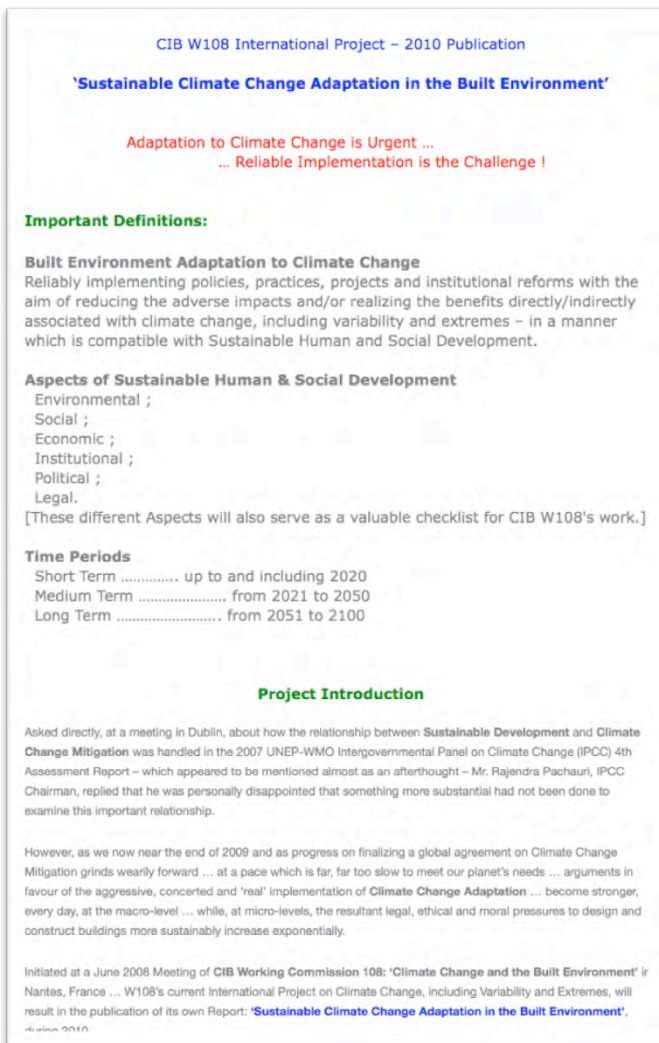 CIB W108 International Project – 2010 Publication
‘Sustainable Climate Change Adaptation in the Built Environment’
Adaptation to Climate Change is Urgent ...
... Reliable Implementation is the Challenge !
Important Definitions:
Built Environment Adaptation to Climate Change
Reliably implementing policies, practices, projects and institutional reforms with the
aim of reducing the adverse impacts and/or realizing the benefits directly/indirectly
associated with climate change, including variability and extremes – in a manner
which is compatible with Sustainable Human and Social Development.
Aspects of Sustainable Human & Social Development
Environmental ;
Social ;
Economic ;
Institutional ;
Political ;
Legal.
[These different Aspects will also serve as a valuable checklist for CIB W108's work.]
Time Periods
Short Term .............. up to and including 2020
Medium Term ...................... from 2021 to 2050
Long Term .......................... from 2051 to 2100
Project Introduction
Asked directly, at a meeting in Dublin, about how the relationship between Sustainable Development and Climate
Change Mitigation was handled in the 2007 UNEP-WMO Intergovernmental Panel on Climate Change (IPCC) 4th
Assessment Report – which appeared to be mentioned almost as an afterthought – Mr. Rajendra Pachauri, IPCC
Chairman, replied that he was personally disappointed that something more substantial had not been done to
examine this important relationship.
However, as we now near the end of 2009 and as progress on finalizing a global agreement on Climate Change
Mitigation grinds wearily forward ... at a pace which is far, far too slow to meet our planet’s needs ... arguments in
favour of the aggressive, concerted and ‘real’ implementation of Climate Change Adaptation ... become stronger,
every day, at the macro-level ... while, at micro-levels, the resultant legal, ethical and moral pressures to design and
construct buildings more sustainably increase exponentially.
Initiated at a June 2008 Meeting of CIB Working Commission 108: ‘Climate Change and the Built Environment’ ir
Nantes, France ... W108’s current International Project on Climate Change, including Variability and Extremes, will
result in the publication of its own Report: ‘Sustainable Climate Change Adaptation in the Built Environment’,
during 2010